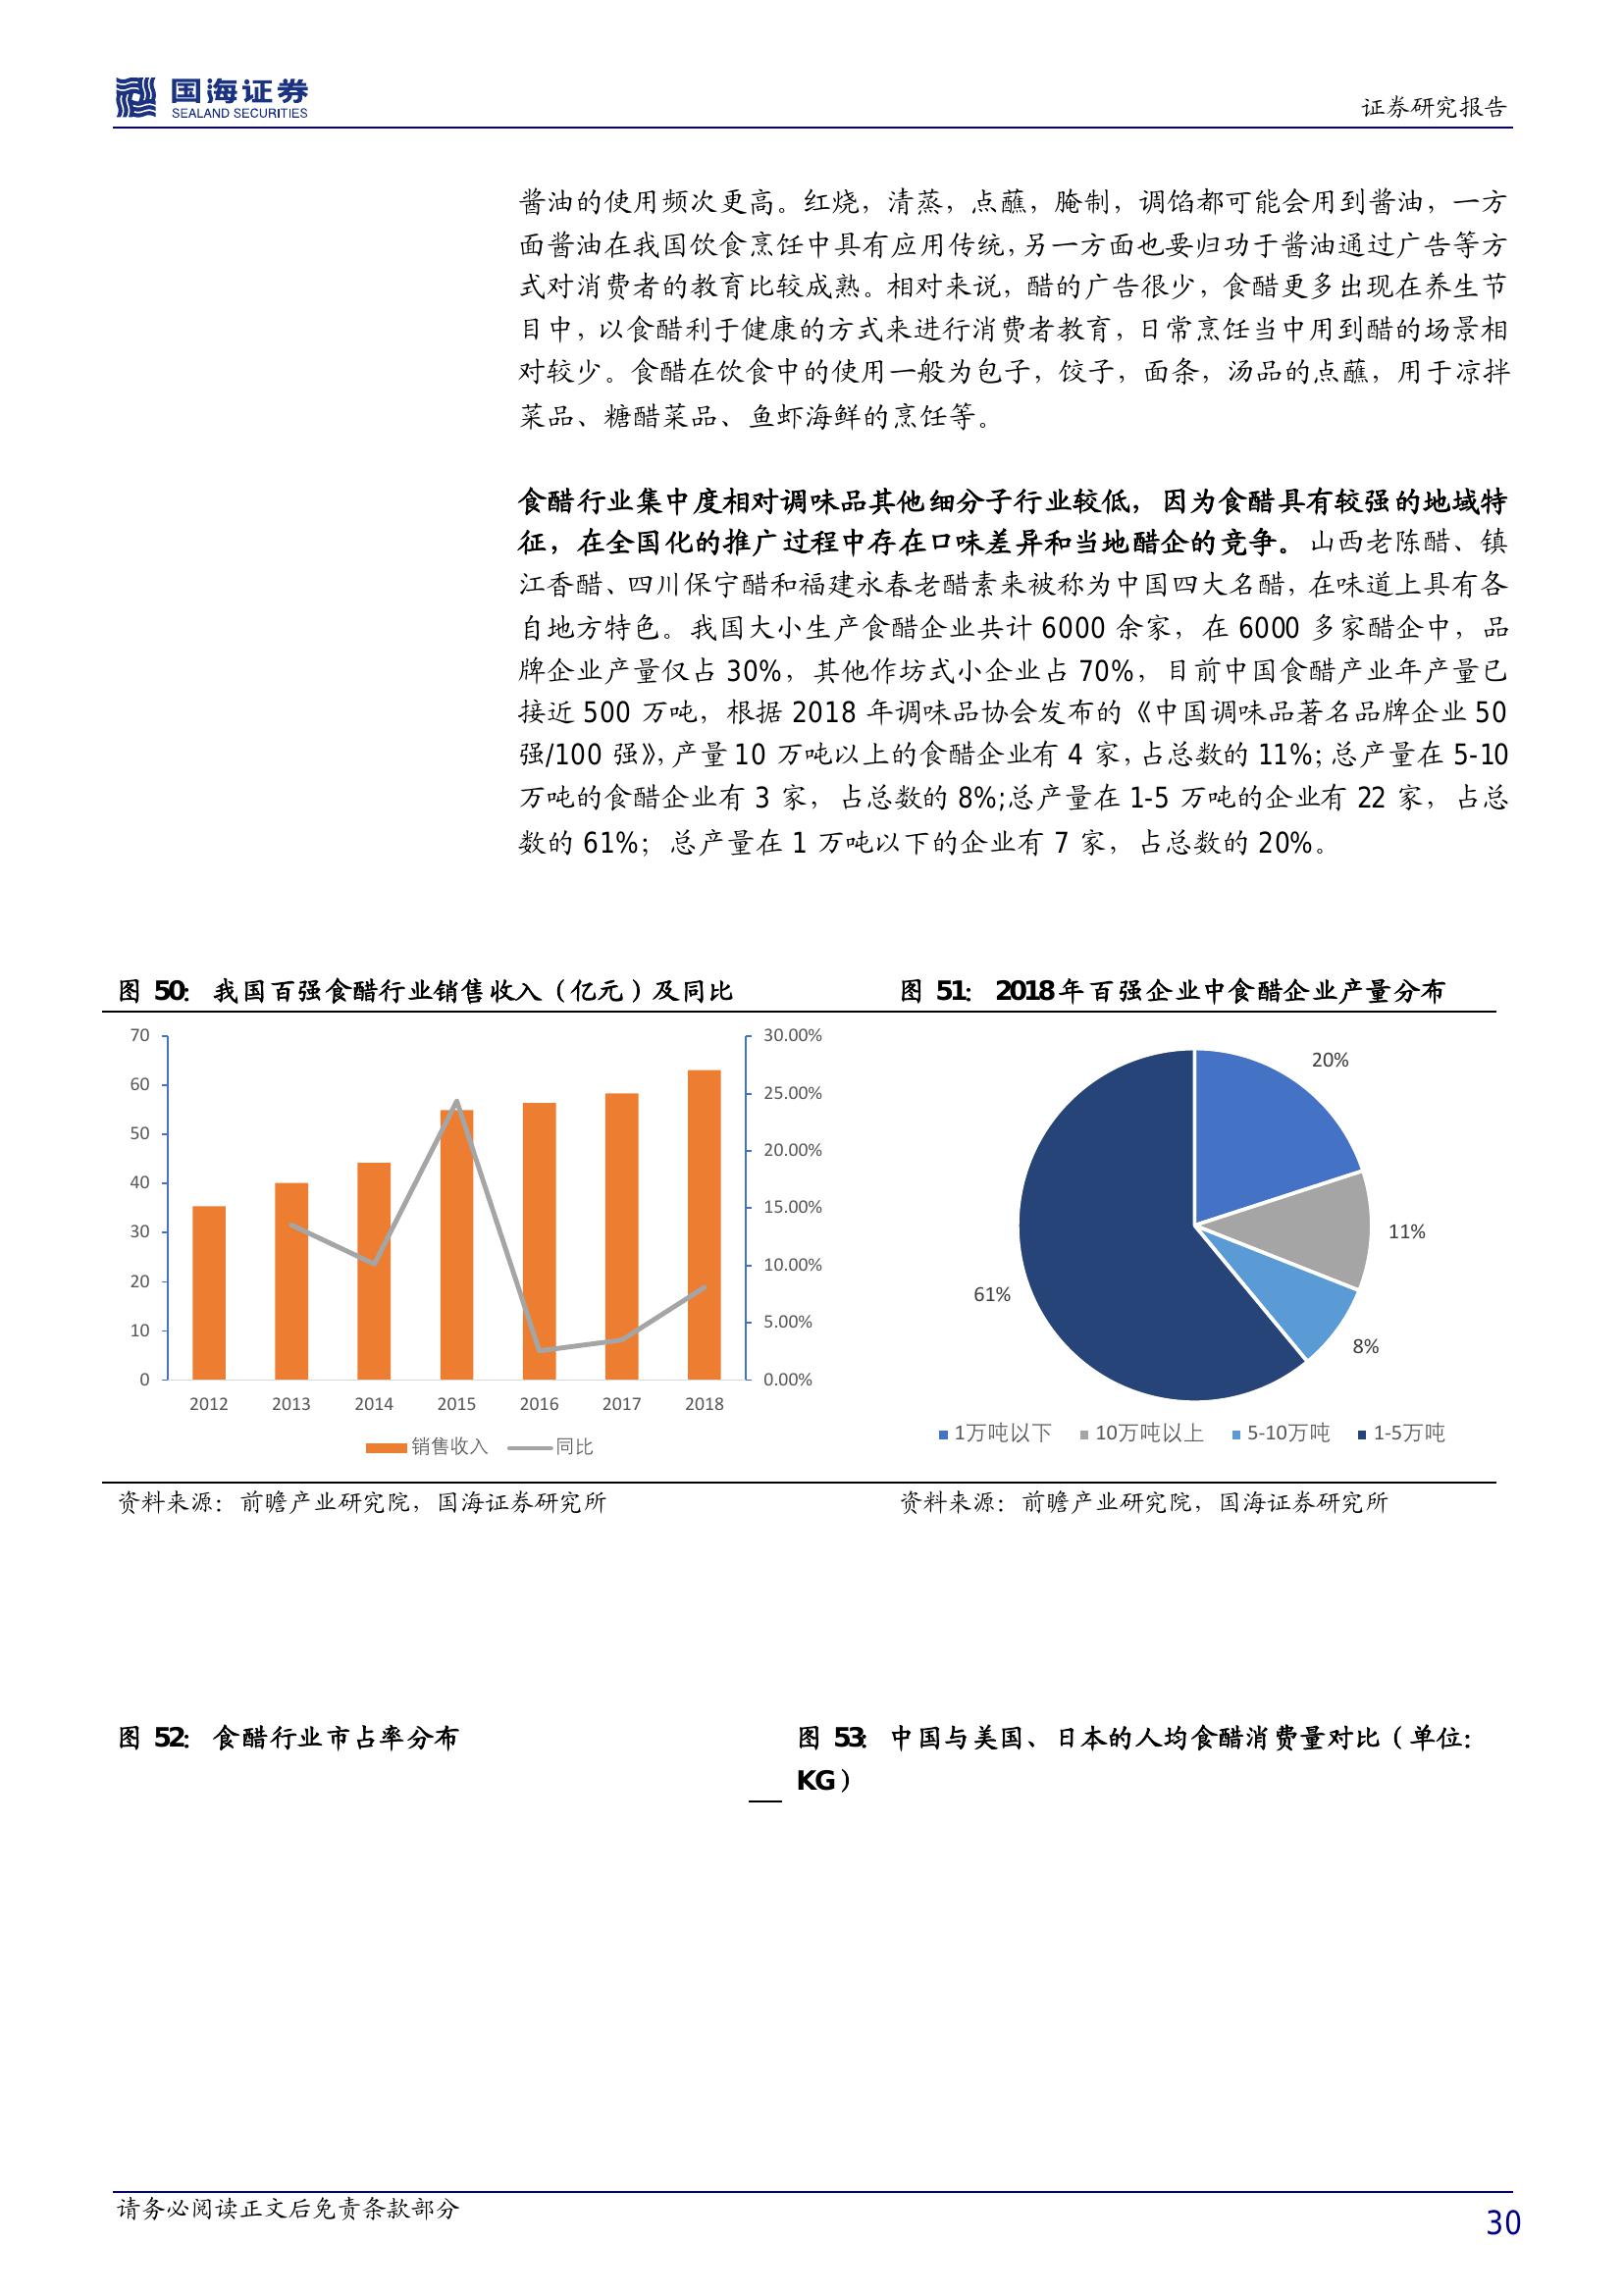 国海证券
SEALAND SECURITIES
证券研究报告
酱油的使用频次更高。红烧，清蒸，点蘸，腌制，调馅都可能会用到酱油，一方
面酱油在我国饮食烹饪中具有应用传统，另一方面也要归功于酱油通过广告等方
式对消费者的教育比较成熟。相对来说，醋的广告很少，食醋更多出现在养生节
目中，以食醋利于健康的方式来进行消费者教育，日常烹饪当中用到醋的场景相
对较少。食醋在饮食中的使用一般为包子，饺子，面条，汤品的点蘸，用于凉拌
菜品、糖醋菜品、鱼虾海鲜的烹饪等。
食醋行业集中度相对调味品其他细分子行业较低，因为食醋具有较强的地域特
征，在全国化的推广过程中存在口味差异和当地醋企的竞争。山西老陈醋、镇
江香醋、四川保宁醋和福建永春老醋素来被称为中国四大名醋，在味道上具有各
自地方特色。我国大小生产食醋企业共计 6000 余家，在 6000 多家醋企中，品
牌企业产量仅占 30%，其他作坊式小企业占 70%，目前中国食醋产业年产量已
接近 500 万吨，根据 2018 年调味品协会发布的《中国调味品著名品牌企业 50
强/100 强》，产量 10 万吨以上的食醋企业有 4 家，占总数的 11%；总产量在 5-10
万吨的食醋企业有 3 家，占总数的 8%;总产量在 1-5 万吨的企业有 22 家，占总
数的 61%；总产量在 1 万吨以下的企业有 7 家，占总数的 20%。
图 50：我国百强食醋行业销售收入（亿元）及同比
70
60
50
40
30
20
10
0
30.00%
25.00%
20.00%
15.00%
10.00%
5.00%
0.00%
2012 2013 2014 2015 2016 2017 2018
销售收入 同比
资料来源：前瞻产业研究院，国海证券研究所
图 51：2018 年百强企业中食醋企业产量分布
20%
11%
8%
61%
1万吨以下 10万吨以上 5-10万吨 1-5万吨
资料来源：前瞻产业研究院，国海证券研究所
图 52：食醋行业市占率分布
图 53：中国与美国、日本的人均食醋消费量对比（单位：
KG）
请务必阅读正文后免责条款部分
30